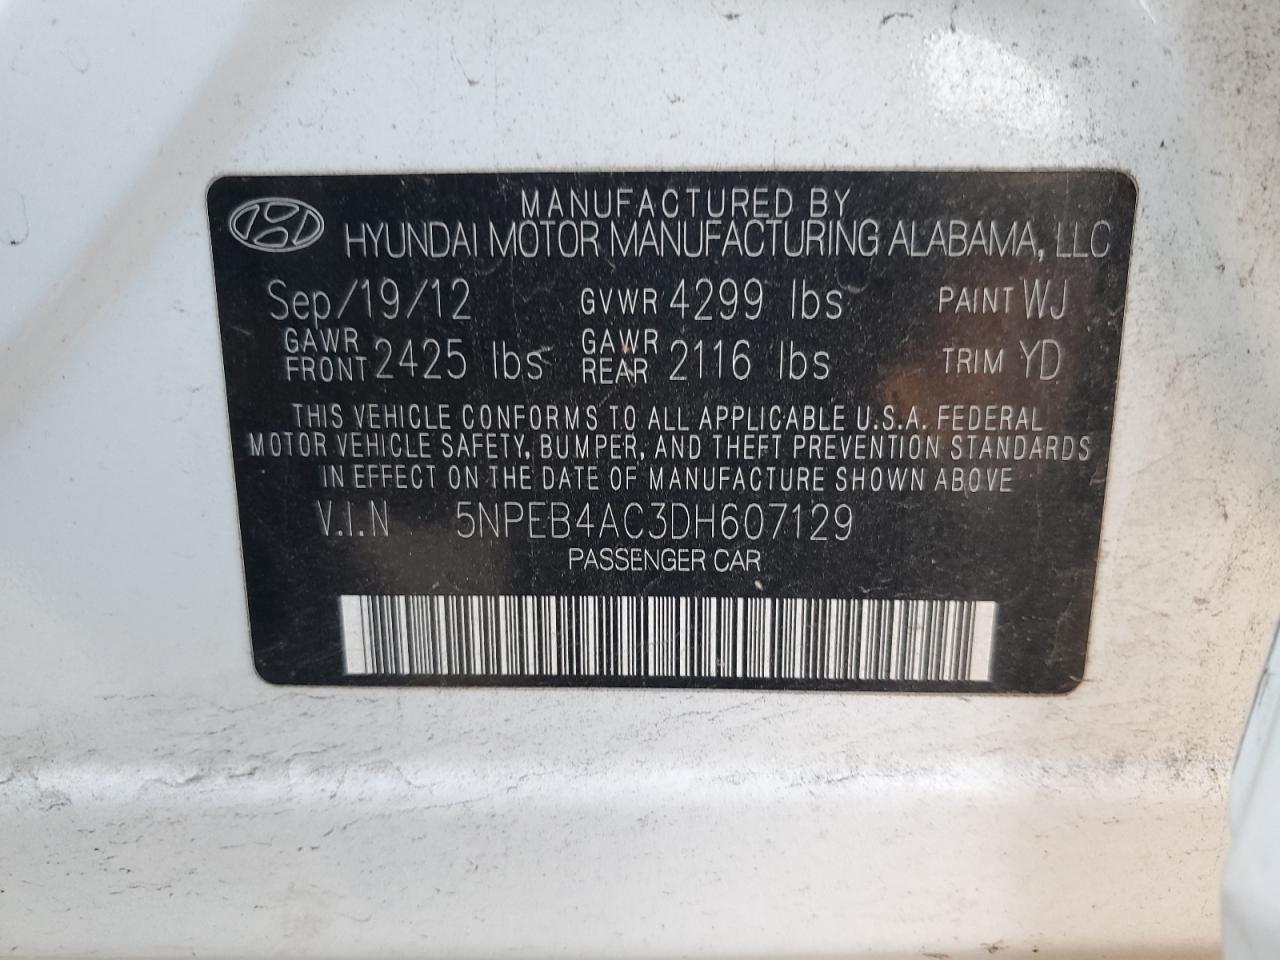 MANUFACTURED BY
HYUNDAI MOTOR MANUFACTURING ALABAMA, LLC
Sep/19/12 GVWR 4299 lbs PAINT WJ
GAWR FRONT 2425 lbs GAWR REAR 2116 lbs TRIM YD
THIS VEHICLE CONFORMS TO ALL APPLICABLE U.S.A. FEDERAL
MOTOR VEHICLE SAFETY, BUMPER, AND THEFT PREVENTION STANDARDS
IN EFFECT ON THE DATE OF MANUFACTURE SHOWN ABOVE
V.I.N 5NPEB4AC3DH607129
PASSENGER CAR